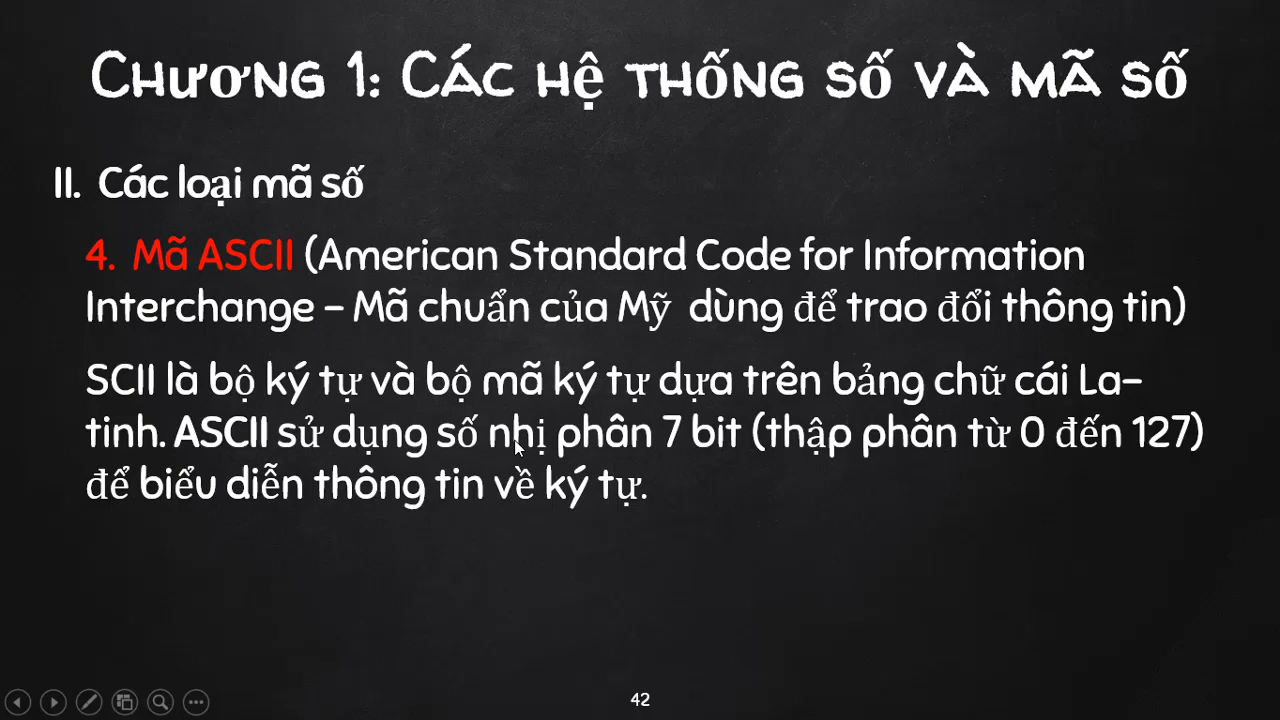 Chương 1: Các hệ thống số và mã số
II. Các loại mã số
4. Mã ASCII (American Standard Code for Information
Interchange – Mã chuẩn của Mỹ dùng để trao đổi thông tin)
SCII là bộ ký tự và bộ mã ký tự dựa trên bảng chữ cái La-
tinh. ASCII sử dụng số nhị phân 7 bit (thập phân từ 0 đến 127)
để biểu diễn thông tin về ký tự.
42